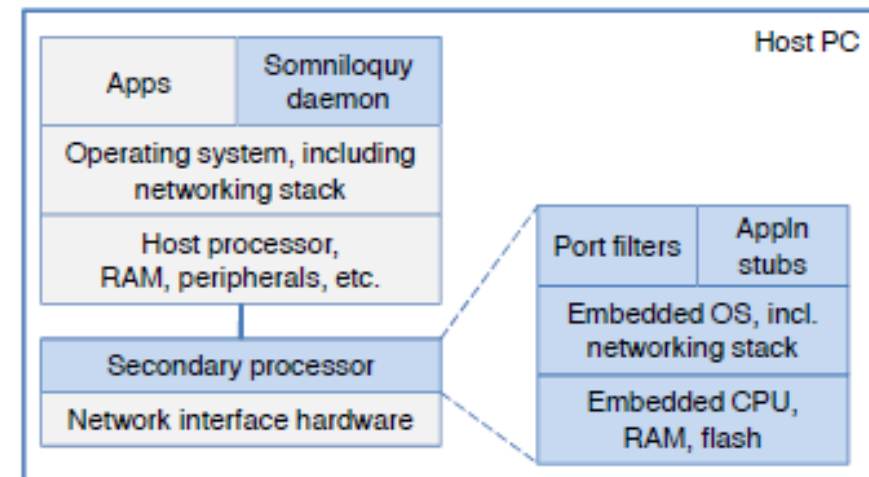 Host PC
Apps
Somniloquy
daemon
Operating system, including
networking stack
Host processor,
RAM, peripherals, etc.
Secondary processor
Network interface hardware
Port filters
Appln
stubs
Embedded OS, incl.
networking stack
Embedded CPU,
RAM, flash